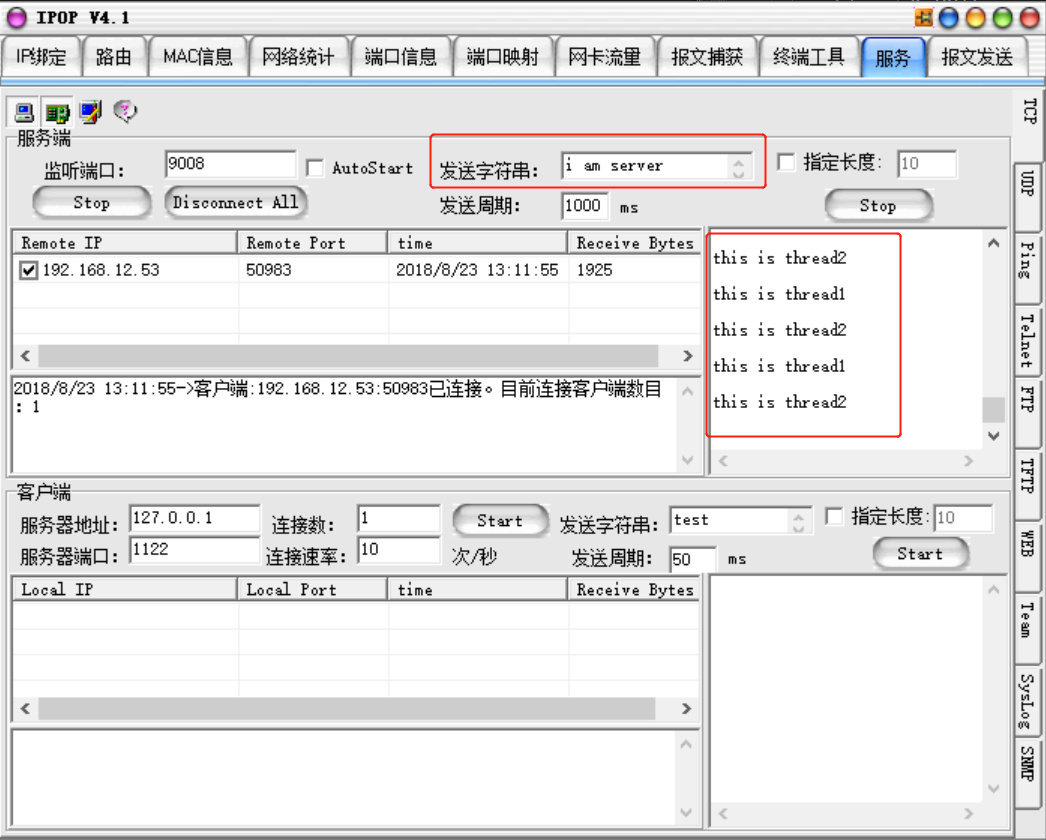 IPOP V4.1
IP绑定 路由 MAC信息 网络统计 端口信息 端口映射 网卡流量 报文捕获 终端工具 服务 报文发送
服务端
监听端口: 9008 AutoStart 发送字符串: i am server 指定长度: 10
Stop Disconnect All 发送周期: 1000 ms Stop
Remote IP Remote Port time Receive Bytes
192.168.12.53 50983 2018/8/23 13:11:55 1925
this is thread2
this is thread1
this is thread2
this is thread1
this is thread2
2018/8/23 13:11:55->客户端:192.168.12.53:50983已连接。目前连接客户端数目
: 1
客户端
服务器地址: 127.0.0.1 连接数: 1 Start 发送字符串: test 指定长度: 10
服务器端口: 1122 连接速率: 10 次/秒 发送周期: 50 ms Start
Local IP Local Port time Receive Bytes
TCP
UDP
Ping
Telnet
FTP
TFTP
WEB
Team
SysLog
SNMP